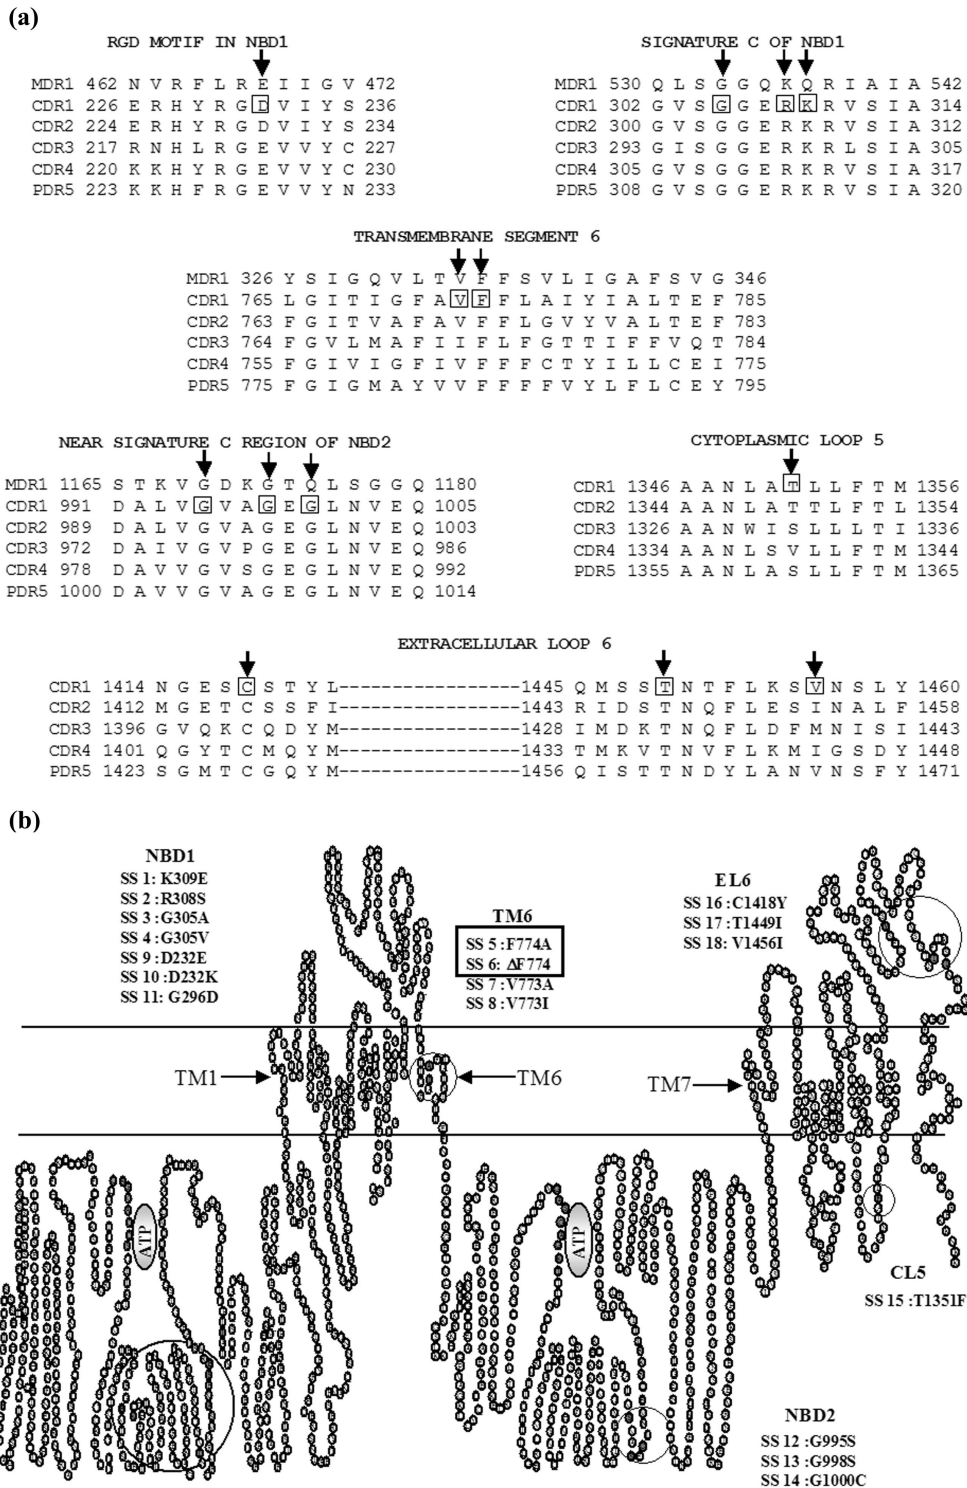 (a)
RGD MOTIF IN NBD1
MDR1 462 N V R F L R E I I G V 472
CDR1 226 E R H Y R G D V I Y S 236
CDR2 224 E R H Y R G D V I Y S 234
CDR3 217 R N H L R G E V V Y C 227
CDR4 220 K K H Y R G E V V Y C 230
PDR5 223 K K H F R G E V V Y N 233
SIGNATURE C OF NBD1
MDR1 530 Q L S G G Q K Q R I A I A 542
CDR1 302 G V S G G E R K R V S I A 314
CDR2 300 G V S G G E R K R V S I A 312
CDR3 293 G I S G G E R K R L S I A 305
CDR4 305 G V S G G E R K R V S I A 317
PDR5 308 G V S G G E R K R V S I A 320
TRANSMEMBRANE SEGMENT 6
MDR1 326 Y S I G Q V L T V F F S V L I G A F S V G 346
CDR1 765 L G I T I G F A V F F L A I Y I A L T E F 785
CDR2 763 F G I T V A F A V F F L G V Y V A L T E F 783
CDR3 764 F G V L M A F I I F L F G T T I F F V Q T 784
CDR4 755 F G I V I G F I V F F F C T Y I L L C E I 775
PDR5 775 F G I G M A Y V V F F F F V Y L F L C E Y 795
NEAR SIGNATURE C REGION OF NBD2
MDR1 1165 S T K V G D K G T Q L S G G Q 1180
CDR1 991 D A L V G V A G E G L N V E Q 1005
CDR2 989 D A L V G V A G E G L N V E Q 1003
CDR3 972 D A I V G V P G E G L N V E Q 986
CDR4 978 D A V V G V S G E G L N V E Q 992
PDR5 1000 D A V V G V A G E G L N V E Q 1014
CYTOPLASMIC LOOP 5
CDR1 1346 A A N L A T L L F T M 1356
CDR2 1344 A A N L A T T L F T L 1354
CDR3 1326 A A N W I S L L L T I 1336
CDR4 1334 A A N L S V L L F T M 1344
PDR5 1355 A A N L A S L L F T M 1365
EXTRACELLULAR LOOP 6
CDR1 1414 N G E S C S T Y L-----------------1445 Q M S S T N T F L K S V N S L Y 1460
CDR2 1412 M G E T C S S F I-----------------1443 R I D S T N Q F L E S I N A L F 1458
CDR3 1396 G V Q K C Q D Y M-----------------1428 I M D K T N Q F L D F M N I S I 1443
CDR4 1401 Q G Y T C M Q Y M-----------------1433 T M K V T N V F L K M I G S D Y 1448
PDR5 1423 S G M T C G Q Y M-----------------1456 Q I S T T N D Y L A N V N S F Y 1471
(b)
NBD1
SS 1: K309E
SS 2 :R308S
SS 3 :G305A
SS 4 :G305V
SS 9 :D232E
SS 10 :D232K
SS 11: G296D
TM6
SS 5 :F774A
SS 6: ΔF774
SS 7 :V773A
SS 8 :V773I
EL6
SS 16 :C1418Y
SS 17 :T1449I
SS 18: V1456I
TM1
TM6
TM7
ATP
ATP
CL5
SS 15 :T1351F
NBD2
SS 12 :G995S
SS 13 :G998S
SS 14 :G1000C